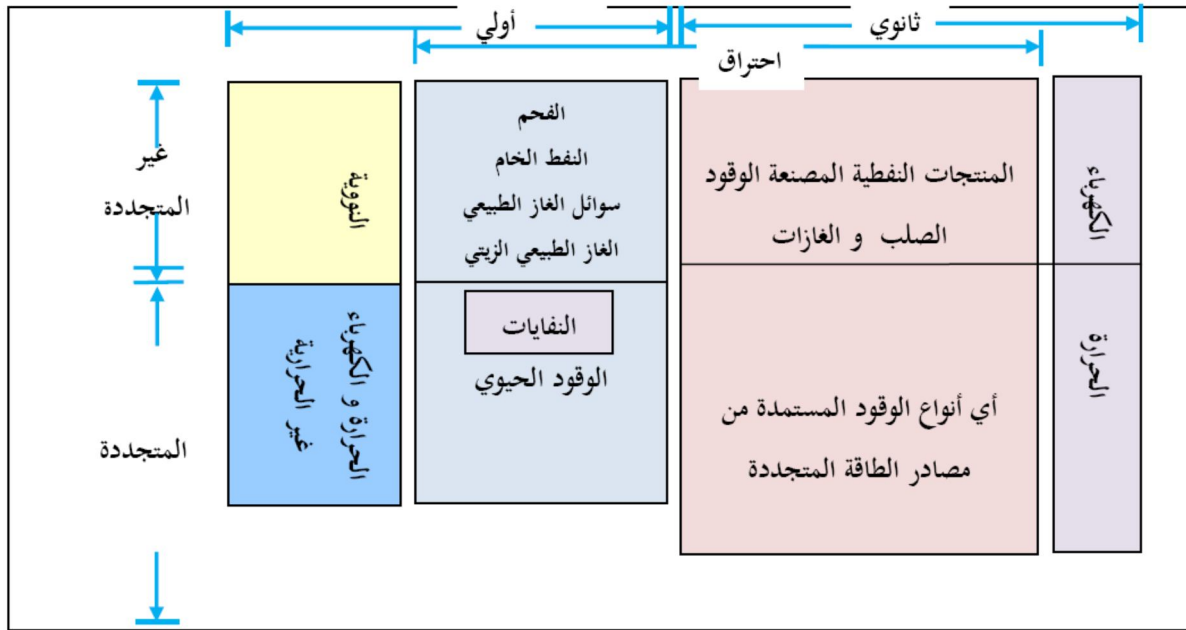 ثانوي
أولي
احتراق
الكهرباء
الحرارة
المنتجات النفطية المصنعة الوقود
الصلب و الغازات
أي أنواع الوقود المستمدة من
مصادر الطاقة المتجددة
الفحم
النفط الخام
سوائل الغاز الطبيعي
الغاز الطبيعي الزيتي
النفايات
الوقود الحيوي
النووية
الحرارة و الكهرباء
غير الحرارية
غير
المتجددة
المتجددة